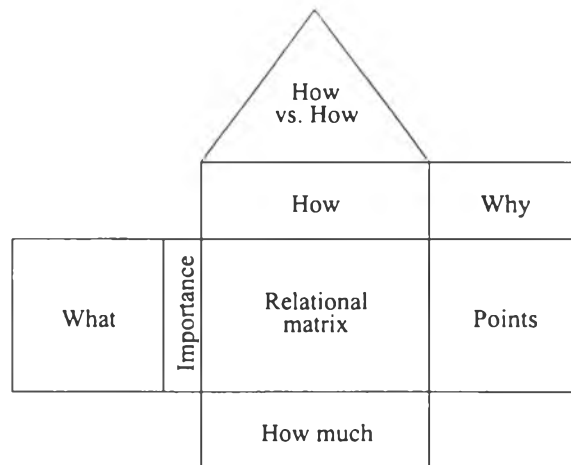 How
vs. How
How
Why
What
Importance
Relational
matrix
Points
How much